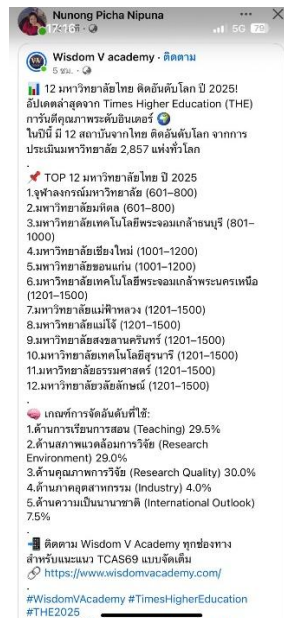 Nunong Picha Nipuna
17:16
5G 79
Wisdom V academy · ติดตาม
5 ชม. ·
📊 12 มหาวิทยาลัยไทย ติดอันดับโลก ปี 2025!
อัปเดตล่าสุดจาก Times Higher Education (THE)
การันตีคุณภาพระดับอินเตอร์ 🌍
ในปีนี้ มี 12 สถาบันจากไทย ติดอันดับโลก จากการ
ประเมินมหาวิทยาลัย 2,857 แห่งทั่วโลก
.
📌 TOP 12 มหาวิทยาลัยไทย ปี 2025
1.จุฬาลงกรณ์มหาวิทยาลัย (601–800)
2.มหาวิทยาลัยมหิดล (601–800)
3.มหาวิทยาลัยเทคโนโลยีพระจอมเกล้าธนบุรี (801–
1000)
4.มหาวิทยาลัยเชียงใหม่ (1001–1200)
5.มหาวิทยาลัยขอนแก่น (1001–1200)
6.มหาวิทยาลัยเทคโนโลยีพระจอมเกล้าพระนครเหนือ
(1201–1500)
7.มหาวิทยาลัยแม่ฟ้าหลวง (1201–1500)
8.มหาวิทยาลัยแม่โจ้ (1201–1500)
9.มหาวิทยาลัยสงขลานครินทร์ (1201–1500)
10.มหาวิทยาลัยเทคโนโลยีสุรนารี (1201–1500)
11.มหาวิทยาลัยธรรมศาสตร์ (1201–1500)
12.มหาวิทยาลัยวลัยลักษณ์ (1201–1500)
.
🧠 เกณฑ์การจัดอันดับที่ใช้:
1.ด้านการเรียนการสอน (Teaching) 29.5%
2.ด้านสภาพแวดล้อมการวิจัย (Research
Environment) 29.0%
3.ด้านคุณภาพการวิจัย (Research Quality) 30.0%
4.ด้านภาคอุตสาหกรรม (Industry) 4.0%
5.ด้านความเป็นนานาชาติ (International Outlook)
7.5%
.
📲 ติดตาม Wisdom V Academy ทุกช่องทาง
สำหรับแนะแนว TCAS69 แบบจัดเต็ม
🔗 https://www.wisdomvacademy.com/
.
#WisdomVAcademy #TimesHigherEducation
#THE2025